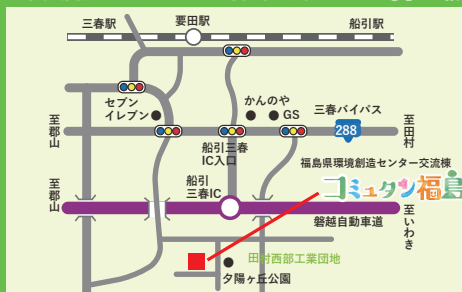 三春駅
要田駅
船引駅
セブン
イレブン
かんのや
GS
三春バイパス
288
至郡山
至田村
船引三春
IC入口
福島県環境創造センター交流棟
コミュタン福島
船引
三春IC
至郡山
磐越自動車道
至いわき
田村西部工業団地
夕陽ヶ丘公園